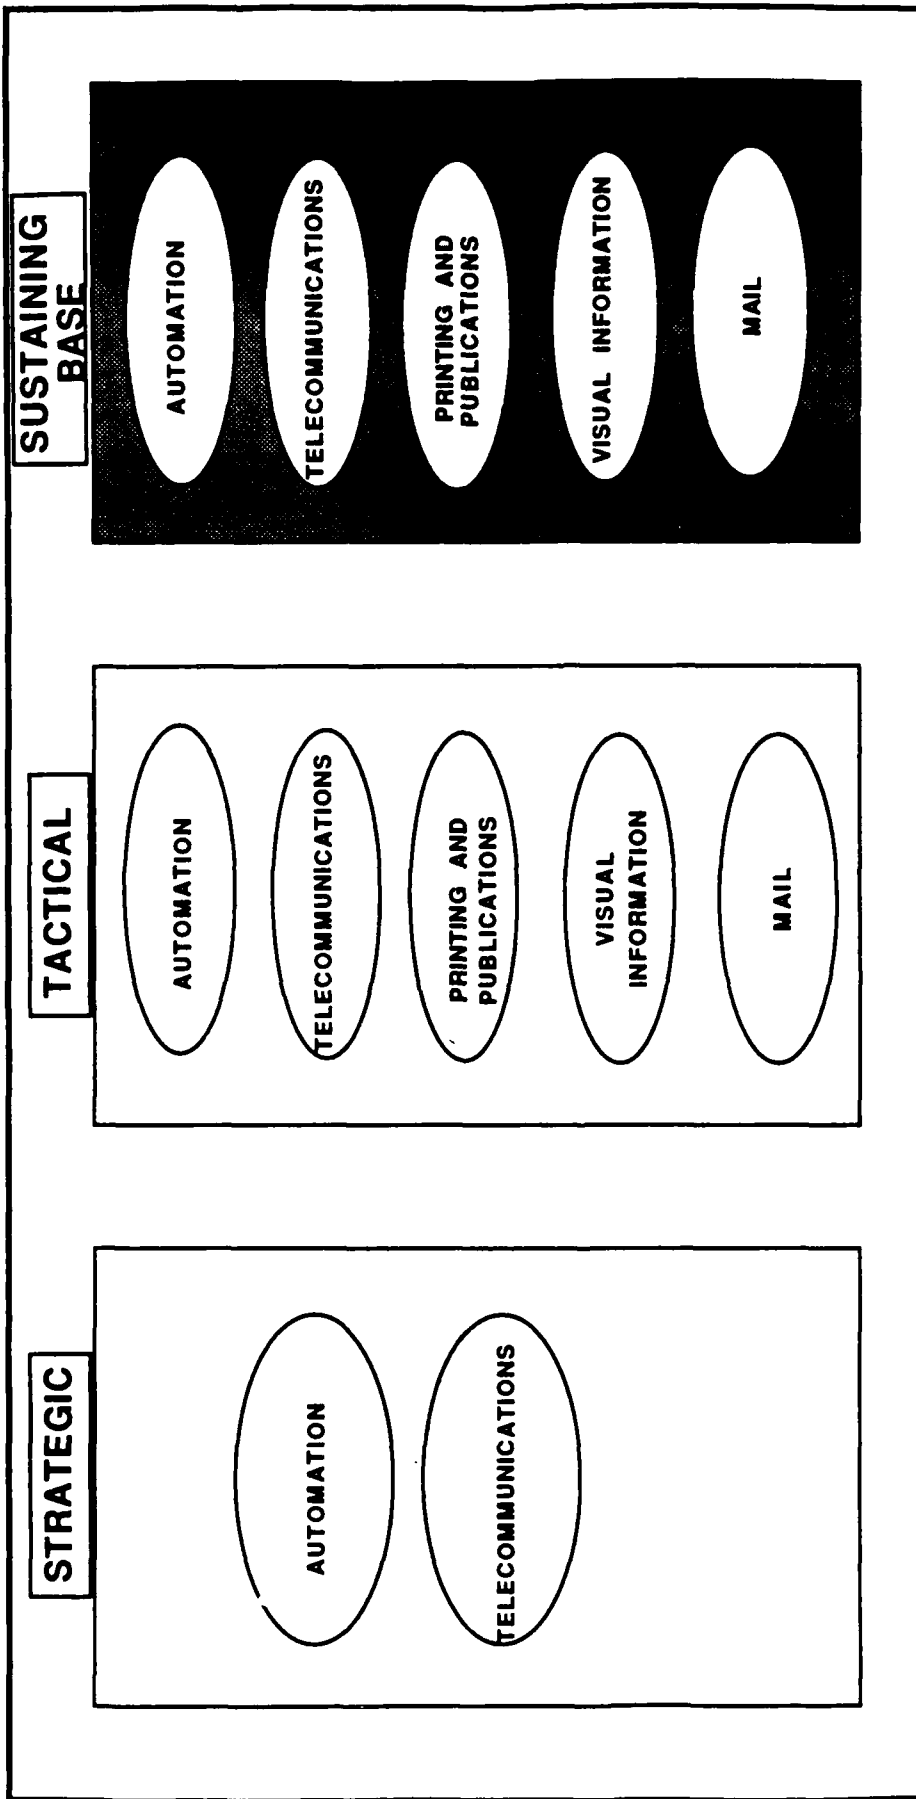 STRATEGIC
AUTOMATION
TELECOMMUNICATIONS
TACTICAL
AUTOMATION
TELECOMMUNICATIONS
PRINTING AND
PUBLICATIONS
VISUAL
INFORMATION
MAIL
SUSTAINING
BASE
AUTOMATION
TELECOMMUNICATIONS
PRINTING AND
PUBLICATIONS
VISUAL INFORMATION
MAIL